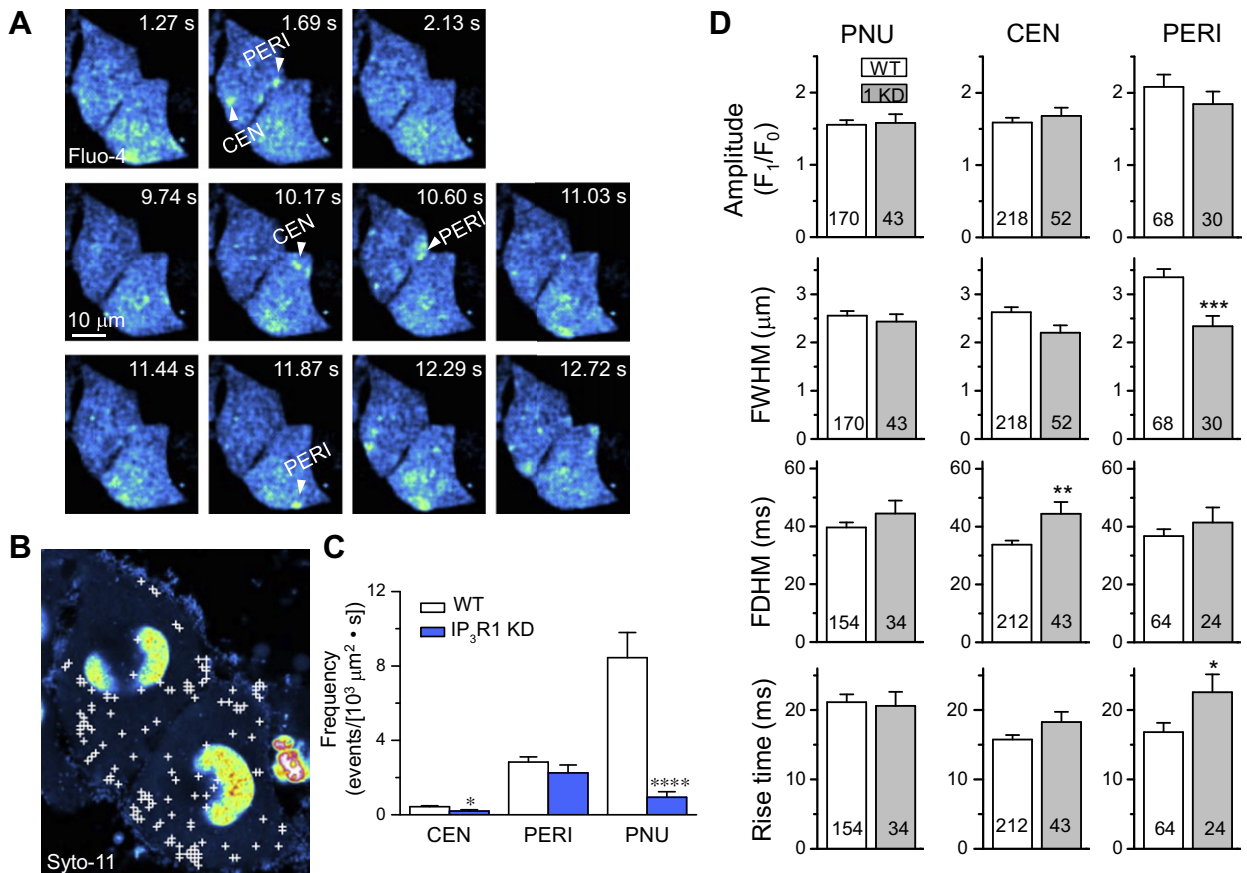 A
1.27 s
1.69 s
2.13 s
PERI
CEN
Fluo-4
9.74 s
10.17 s
10.60 s
11.03 s
CEN
PERI
10 μm
11.44 s
11.87 s
12.29 s
12.72 s
PERI
B
Syto-11
C
Frequency
(events/[10³ μm² • s])
12
8
4
0
WT
IP₃R1 KD
*
****
CEN PERI PNU
D
PNU CEN PERI
WT
1 KD
Amplitude
(F₁/F₀)
2
1
0
170 43
2
1
0
218 52
2
1
0
68 30
FWHM (μm)
3
2
1
0
170 43
3
2
1
0
218 52
3
2
1
0
***
68 30
FDHM (ms)
60
40
20
0
154 34
60
40
20
0
**
212 43
60
40
20
0
64 24
Rise time (ms)
20
10
0
154 34
20
10
0
212 43
20
10
0
*
64 24